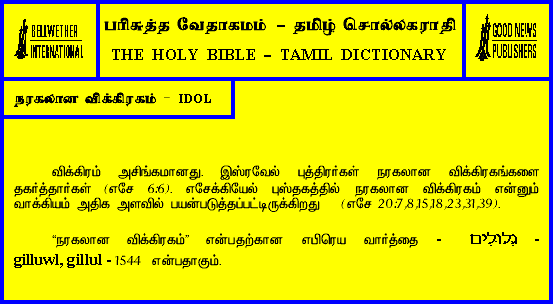 BELLWETHER
INTERNATIONAL
பரிசுத்த வேதாகமம் - தமிழ் சொல்லகராதி
THE HOLY BIBLE - TAMIL DICTIONARY
GOOD NEWS
PUBLISHERS
நரகலான விக்கிரகம் - IDOL
விக்கிரம் அசிங்கமானது. இஸ்ரவேல் புத்திரர்கள் நரகலான விக்கிரகங்களை
தகர்த்தார்கள் (எசே 6:6). எசேக்கியேல் புஸ்தகத்தில் நரகலான விக்கிரகம் என்னும்
வாக்கியம் அதிக அளவில் பயன்படுத்தப்பட்டிருக்கிறது (எசே 20:7,8,15,18,23,31,39).
“நரகலான விக்கிரகம்” என்பதற்கான எபிரெய வார்த்தை - גלולים -
gilluwl, gillul - 1544 என்பதாகும்.